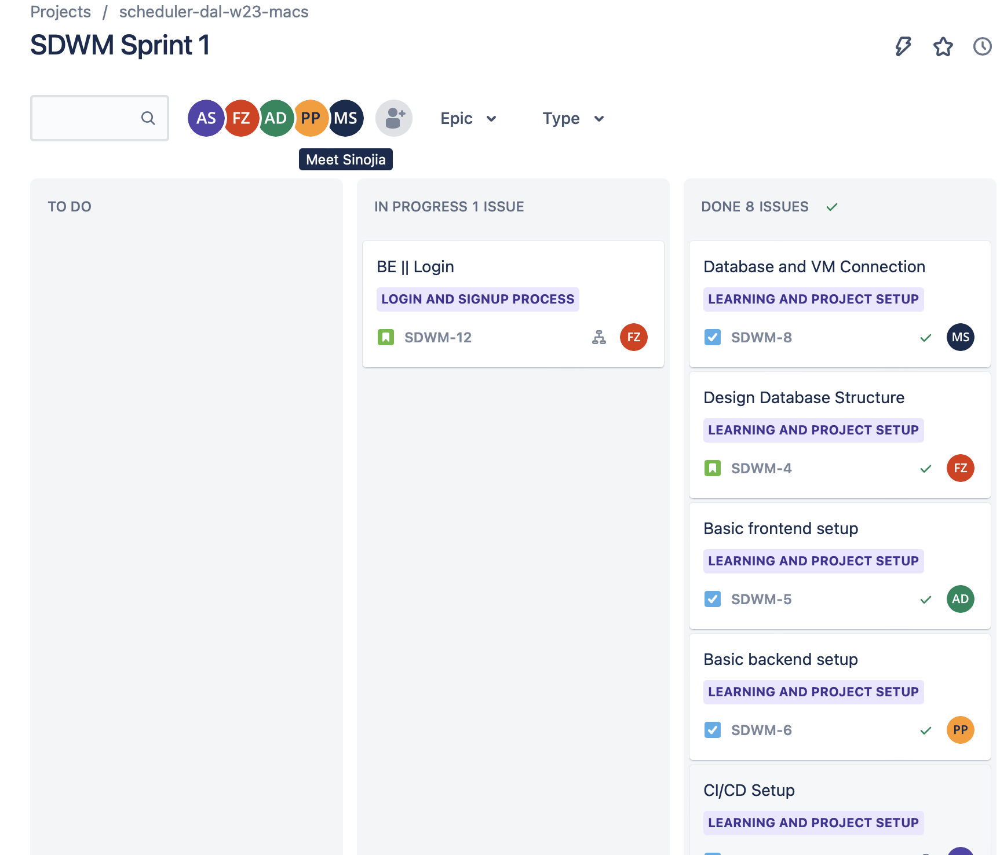 Projects / scheduler-dal-w23-macs
SDWM Sprint 1
AS FZ AD PP MS Epic Type
Meet Sinojia
TO DO
IN PROGRESS 1 ISSUE
BE || Login
LOGIN AND SIGNUP PROCESS
SDWM-12 FZ
DONE 8 ISSUES
Database and VM Connection
LEARNING AND PROJECT SETUP
SDWM-8 MS
Design Database Structure
LEARNING AND PROJECT SETUP
SDWM-4 FZ
Basic frontend setup
LEARNING AND PROJECT SETUP
SDWM-5 AD
Basic backend setup
LEARNING AND PROJECT SETUP
SDWM-6 PP
CI/CD Setup
LEARNING AND PROJECT SETUP